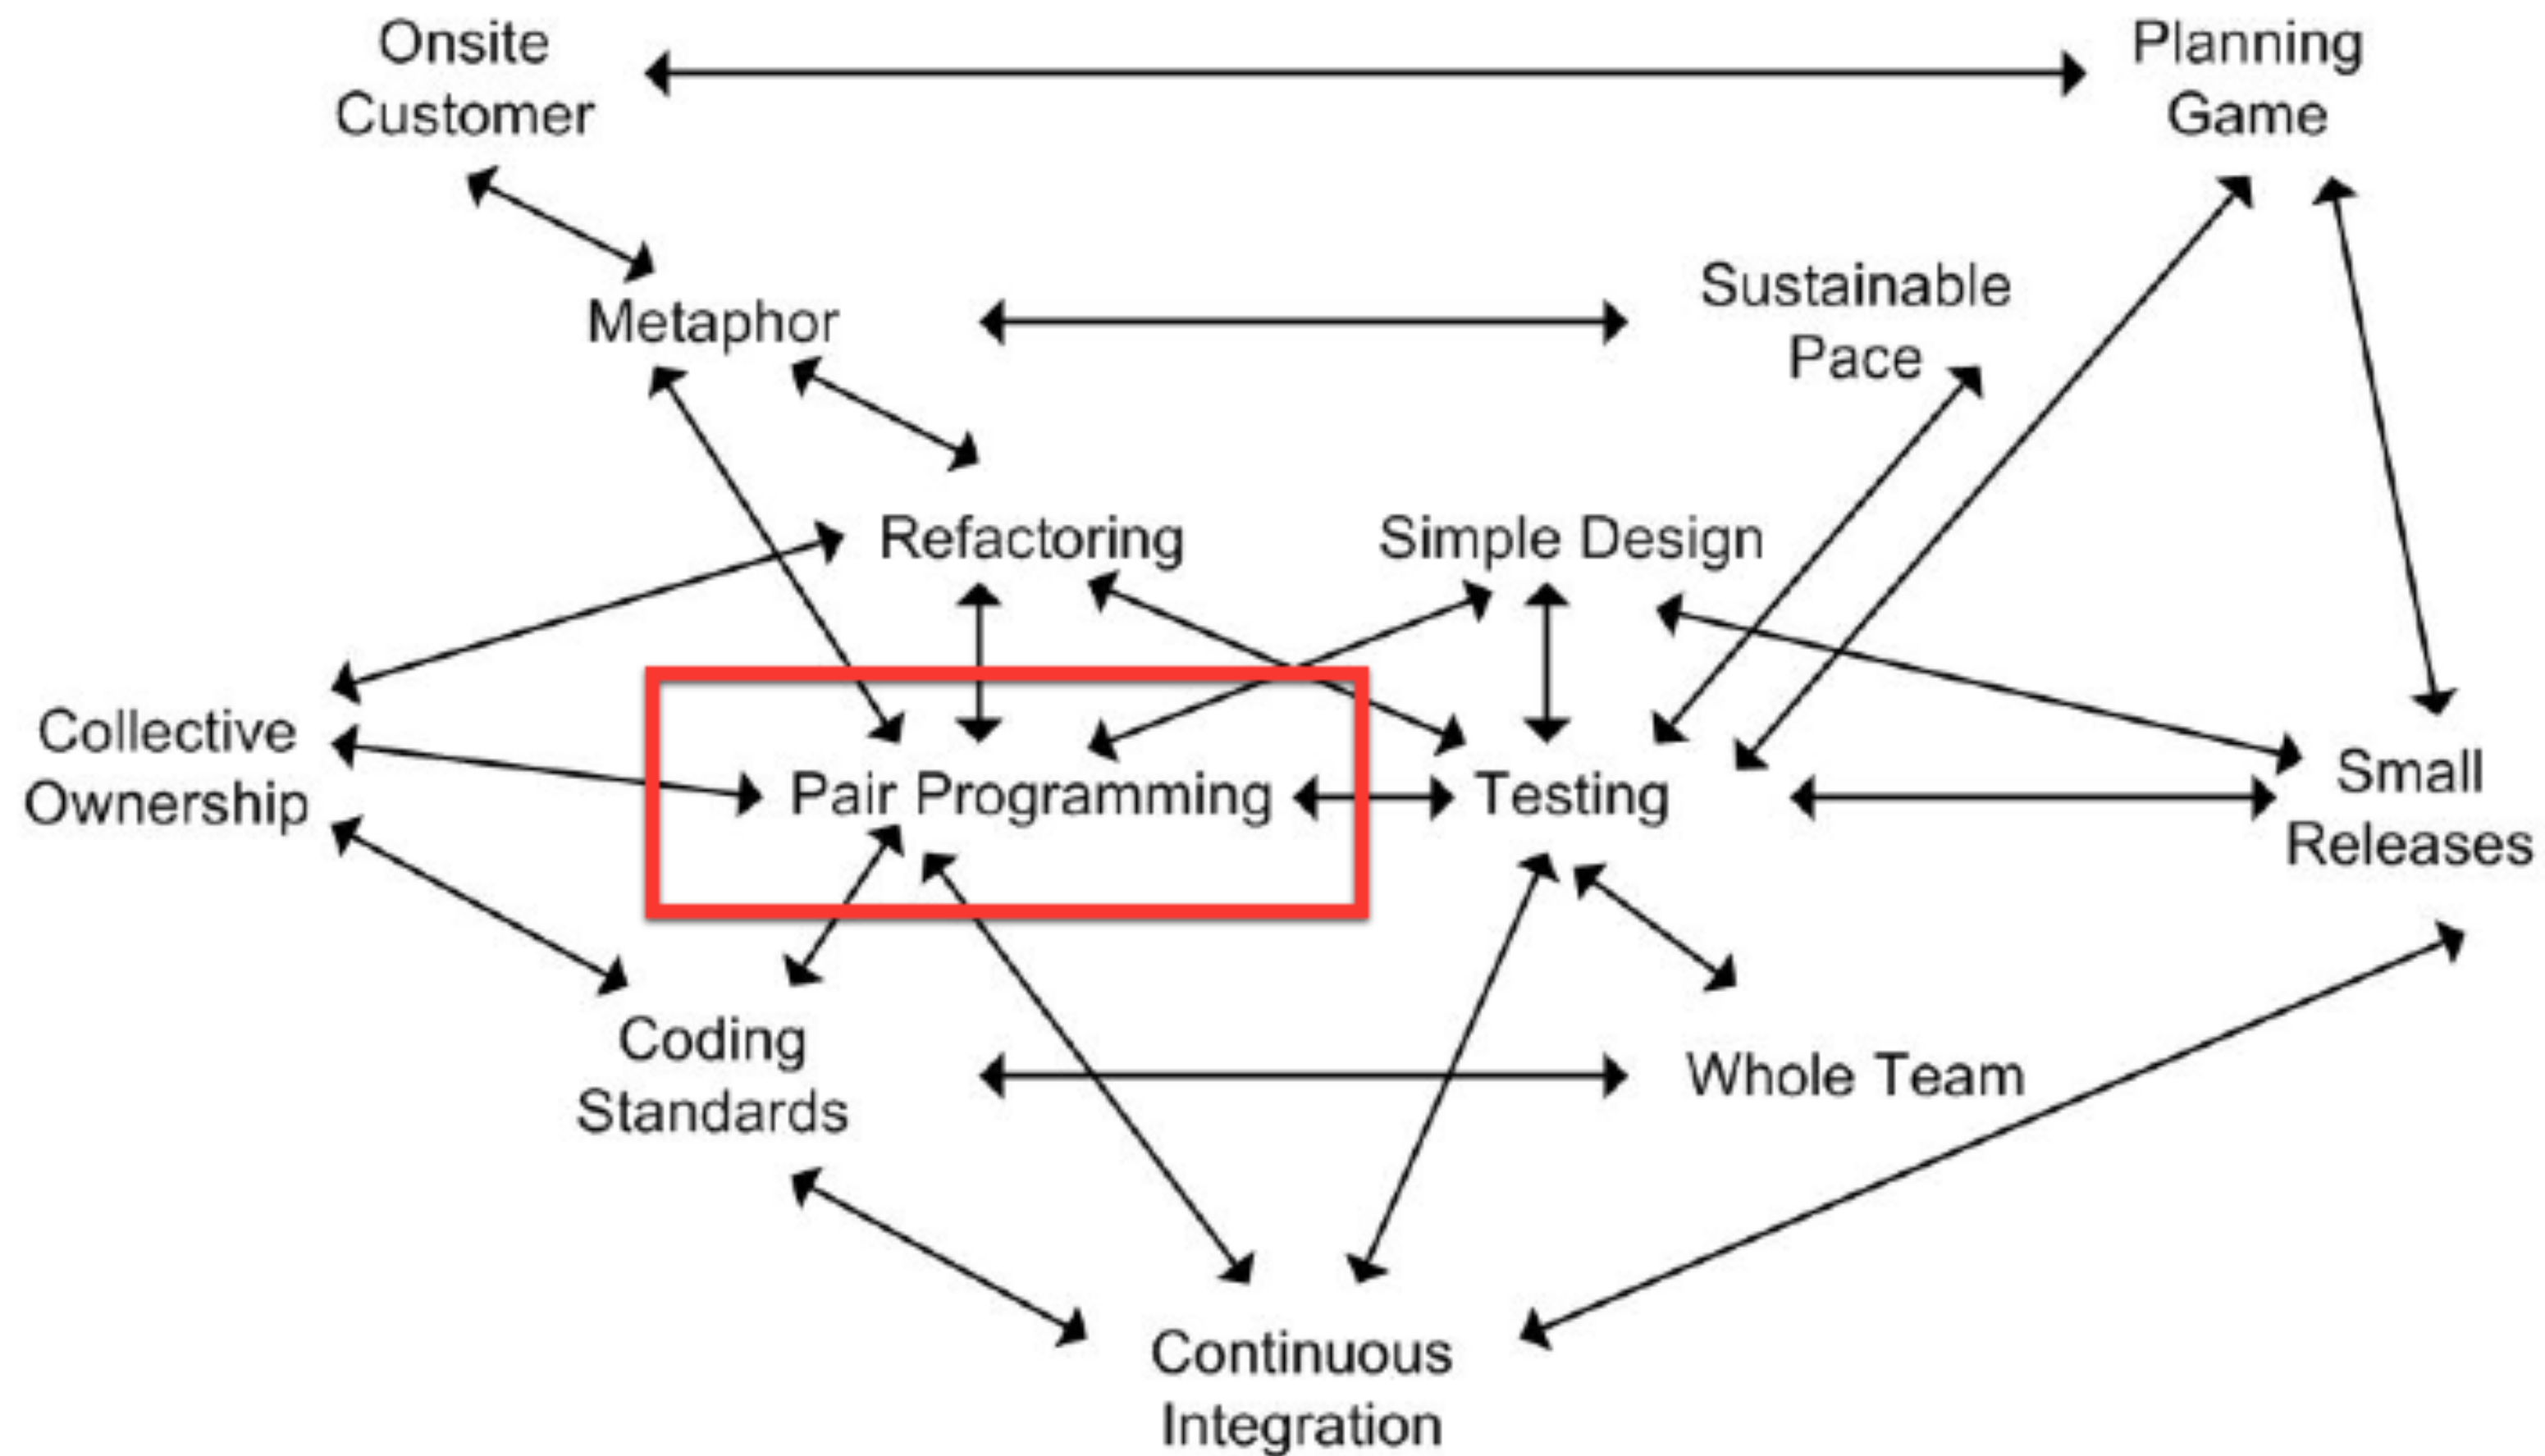 Onsite
Customer
Planning
Game
Metaphor
Sustainable
Pace
Refactoring
Simple Design
Collective
Ownership
Pair Programming
Testing
Small
Releases
Coding
Standards
Whole Team
Continuous
Integration